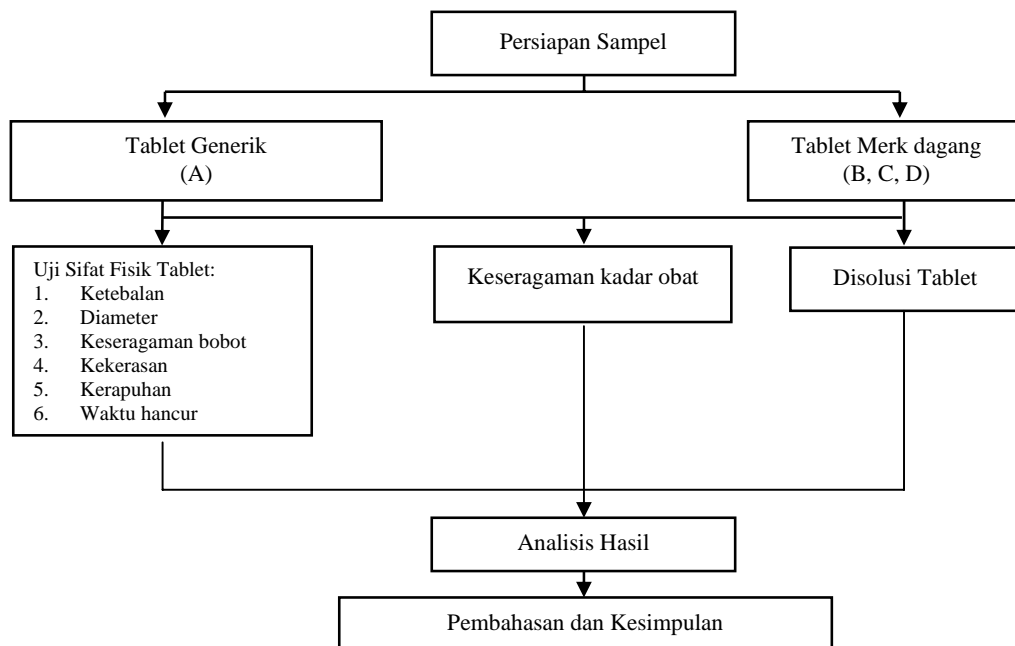 Persiapan Sampel
Tablet Generik
(A)
Tablet Merk dagang
(B, C, D)
Uji Sifat Fisik Tablet:
1. Ketebalan
2. Diameter
3. Keseragaman bobot
4. Kekerasan
5. Kerapuhan
6. Waktu hancur
Keseragaman kadar obat
Disolusi Tablet
Analisis Hasil
Pembahasan dan Kesimpulan